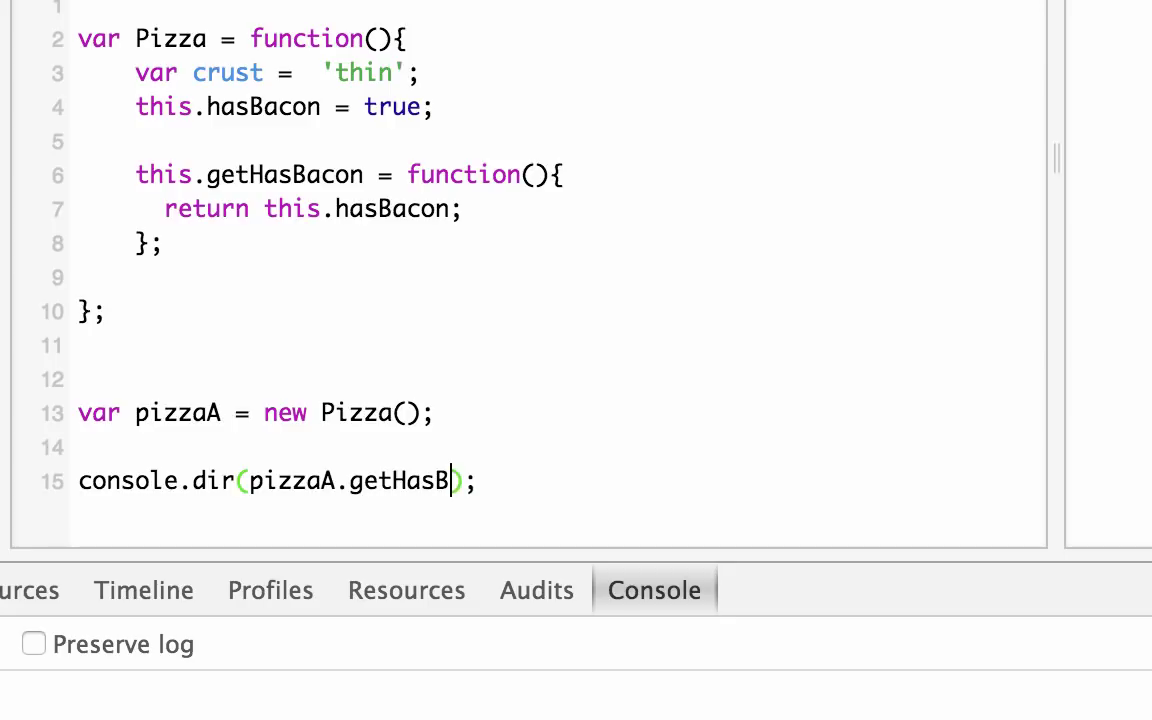 1
2 var Pizza = function(){
3 var crust =  'thin';
4 this.hasBacon = true;
5
6 this.getHasBacon = function(){
7 return this.hasBacon;
8 };
9
10 };
11
12
13 var pizzaA = new Pizza();
14
15 console.dir(pizzaA.getHasB);
urces Timeline Profiles Resources Audits Console
Preserve log